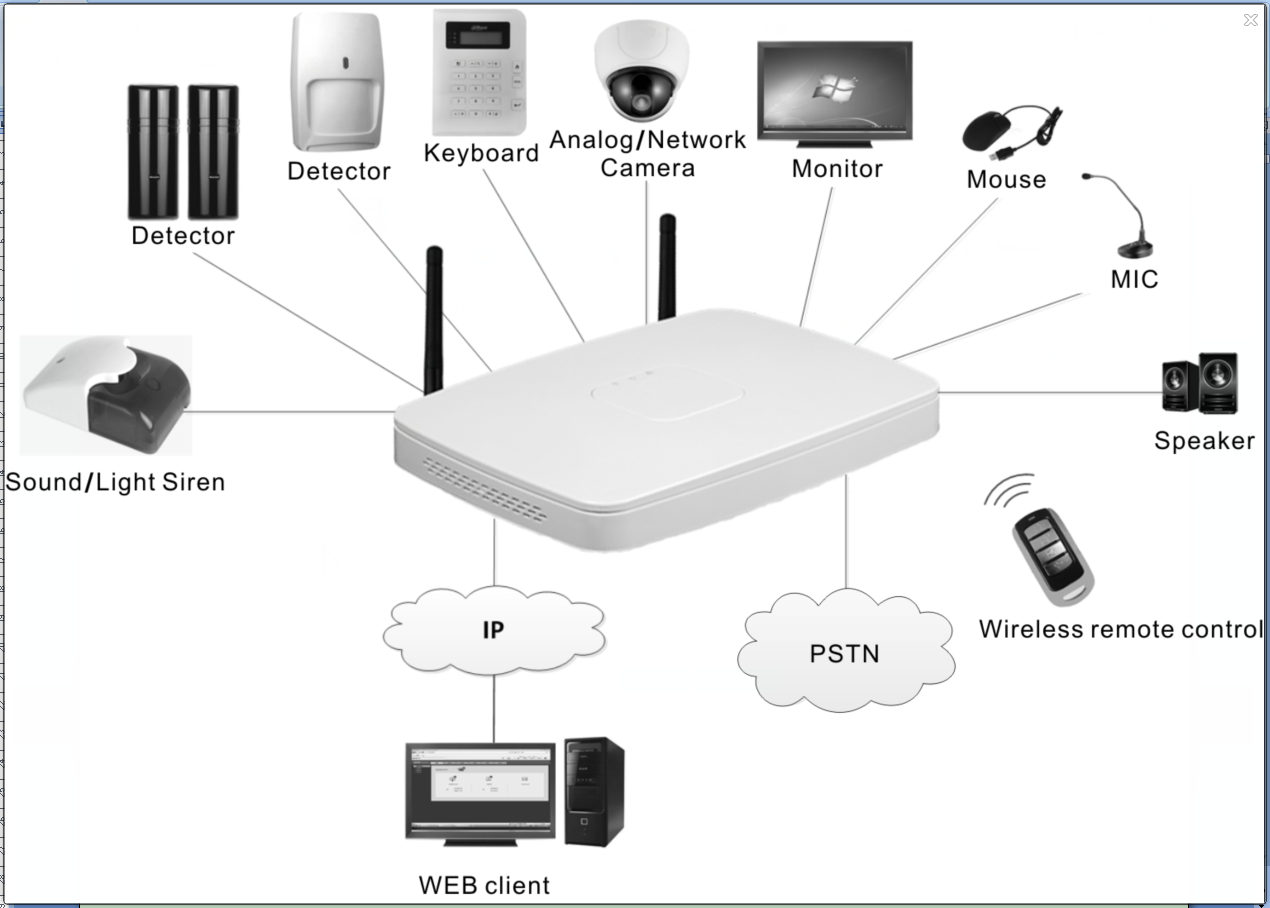 Detector
Detector
Keyboard
Analog/Network
Camera
Monitor
Mouse
MIC
Sound/Light Siren
Speaker
Wireless remote control
IP
PSTN
WEB client